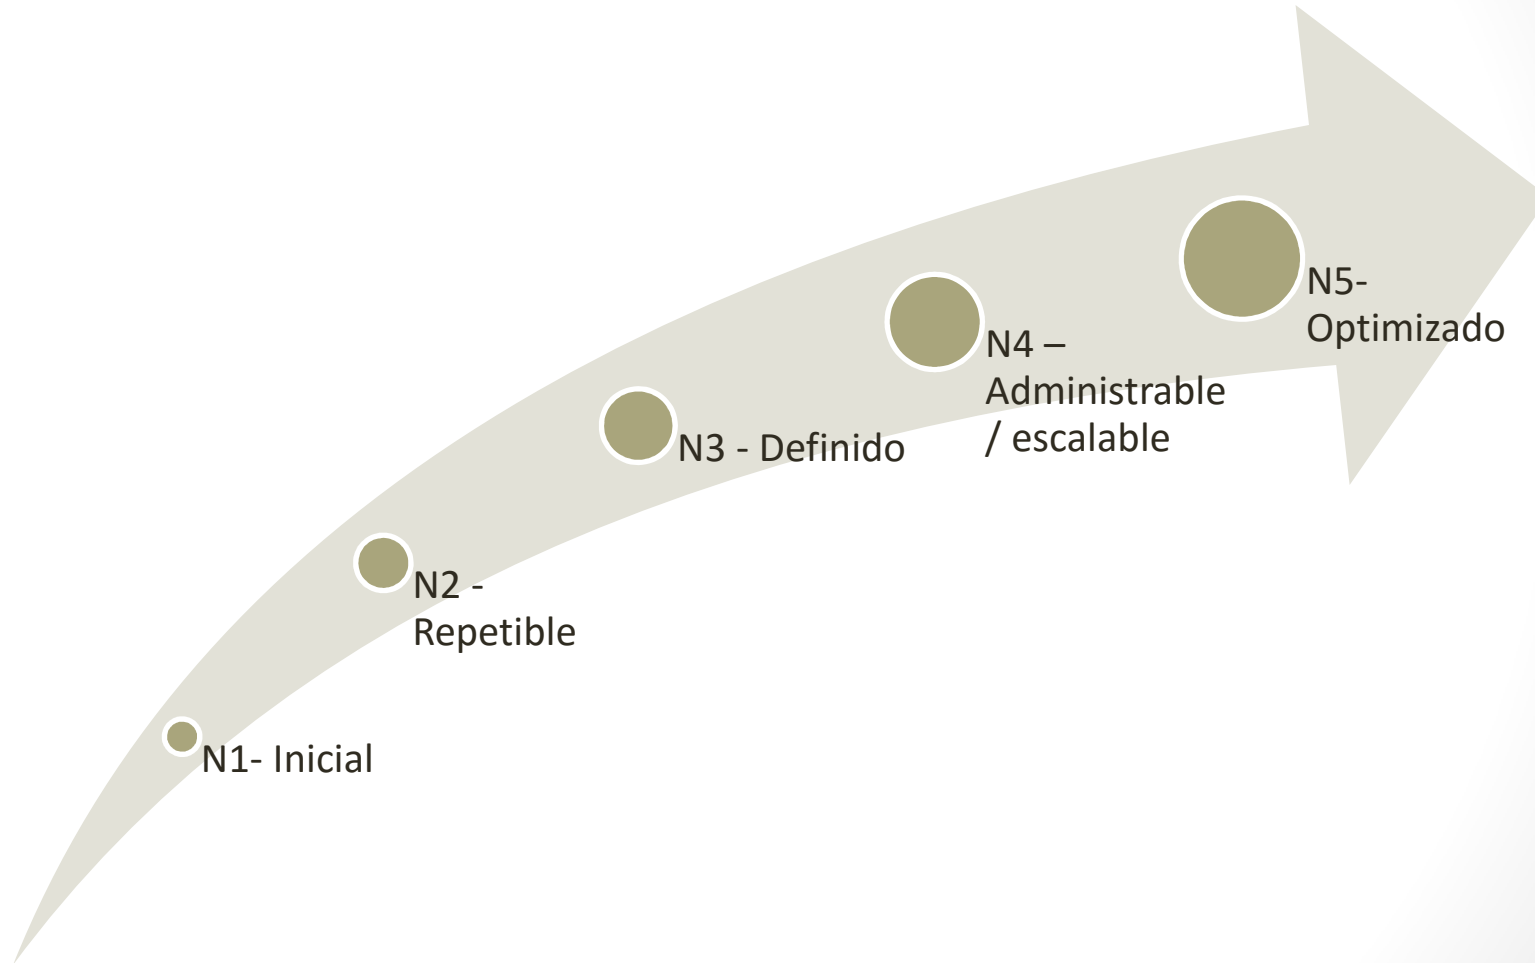 N5-
Optimizado
N4 –
Administrable
/ escalable
N3 - Definido
N2 -
Repetible
N1- Inicial